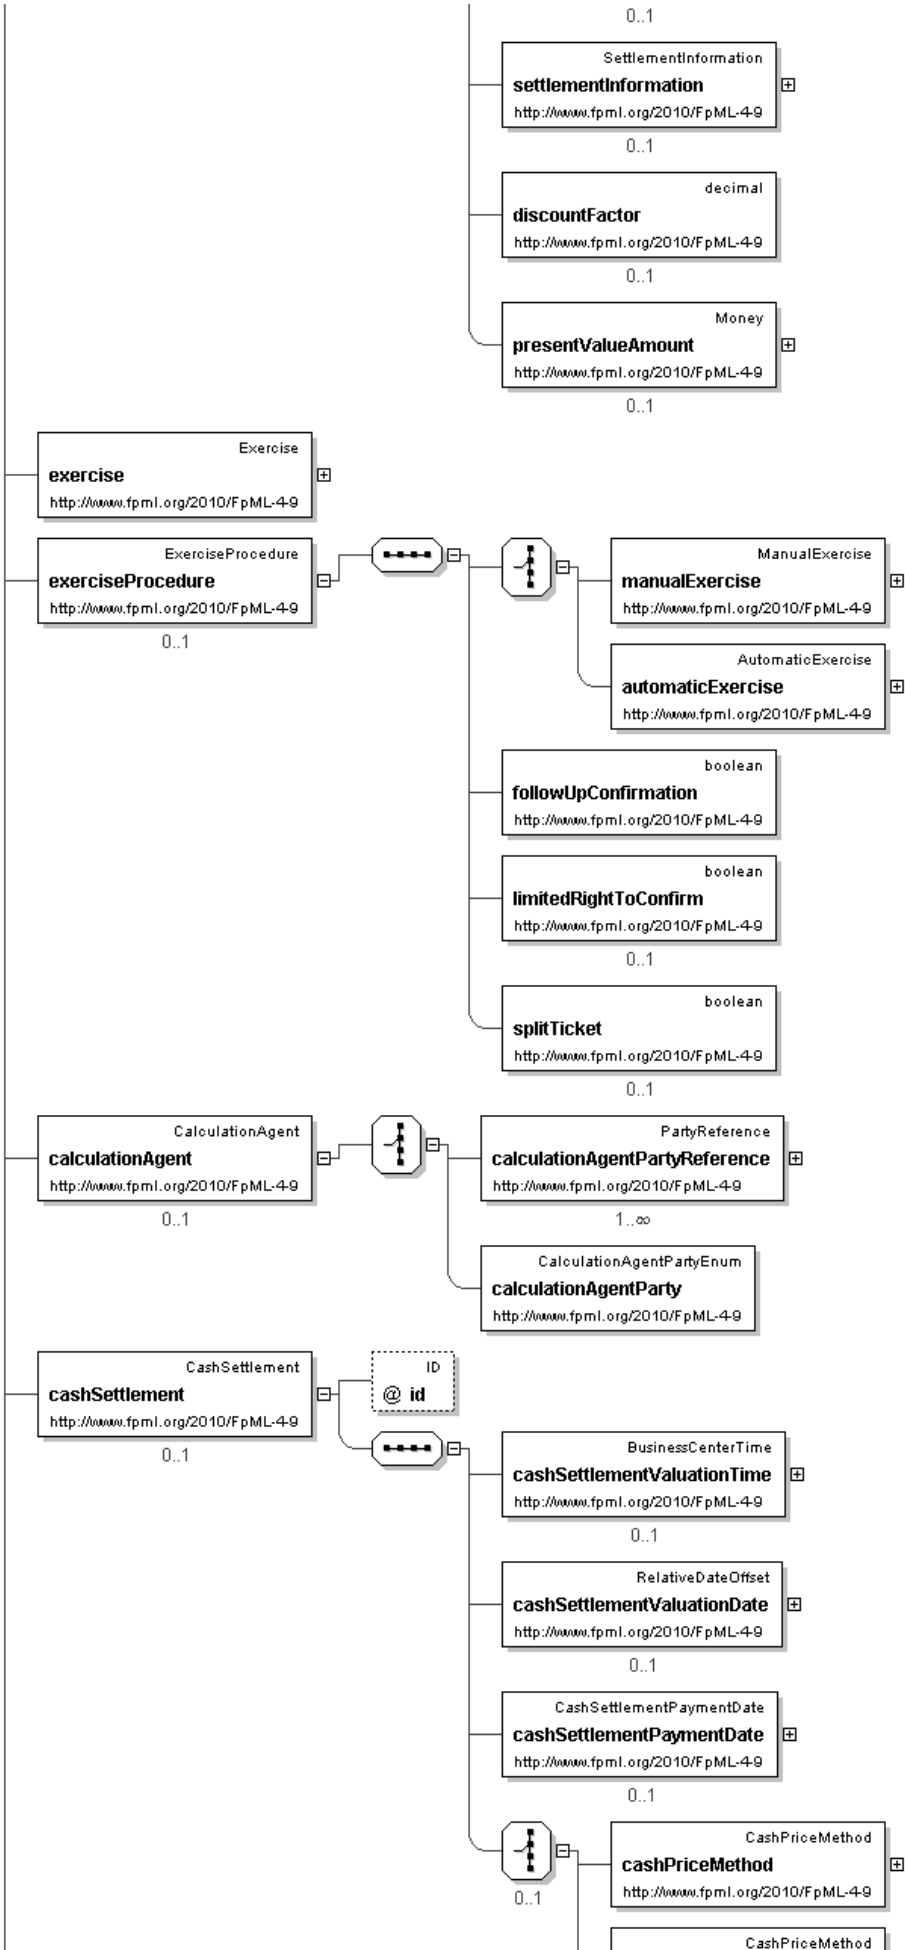 0..1
SettlementInformation
settlementInformation
http://www.fpml.org/2010/FpML-4-9
0..1
decimal
discountFactor
http://www.fpml.org/2010/FpML-4-9
0..1
Money
presentValueAmount
http://www.fpml.org/2010/FpML-4-9
0..1
Exercise
exercise
http://www.fpml.org/2010/FpML-4-9
ExerciseProcedure
exerciseProcedure
http://www.fpml.org/2010/FpML-4-9
0..1
ManualExercise
manualExercise
http://www.fpml.org/2010/FpML-4-9
AutomaticExercise
automaticExercise
http://www.fpml.org/2010/FpML-4-9
boolean
followUpConfirmation
http://www.fpml.org/2010/FpML-4-9
boolean
limitedRightToConfirm
http://www.fpml.org/2010/FpML-4-9
0..1
boolean
splitTicket
http://www.fpml.org/2010/FpML-4-9
0..1
CalculationAgent
calculationAgent
http://www.fpml.org/2010/FpML-4-9
0..1
PartyReference
calculationAgentPartyReference
http://www.fpml.org/2010/FpML-4-9
1..∞
CalculationAgentPartyEnum
calculationAgentParty
http://www.fpml.org/2010/FpML-4-9
CashSettlement
cashSettlement
http://www.fpml.org/2010/FpML-4-9
0..1
ID
@ id
BusinessCenterTime
cashSettlementValuationTime
http://www.fpml.org/2010/FpML-4-9
0..1
RelativeDateOffset
cashSettlementValuationDate
http://www.fpml.org/2010/FpML-4-9
0..1
CashSettlementPaymentDate
cashSettlementPaymentDate
http://www.fpml.org/2010/FpML-4-9
0..1
0..1
CashPriceMethod
cashPriceMethod
http://www.fpml.org/2010/FpML-4-9
CashPriceMethod